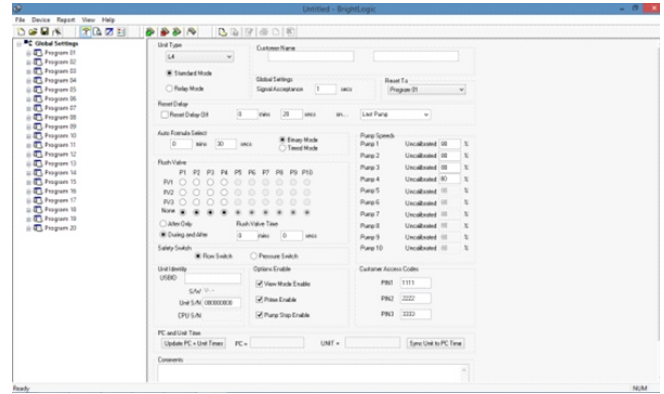 Untitled - BrightLogic
File Device Report View Help
Global Settings
Program 01
Program 02
Program 03
Program 04
Program 05
Program 06
Program 07
Program 08
Program 09
Program 10
Program 11
Program 12
Program 13
Program 14
Program 15
Program 16
Program 17
Program 18
Program 19
Program 20
Unit Type
L4
Standard Mode
Relay Mode
Customer Name
Global Settings
Signal Acceptance 1 secs
Reset To
Program 01
Reset Delay
Reset Delay Off 0 mins 20 secs on... Last Pump
Auto Formula Select
0 mins 30 secs
Binary Mode
Timed Mode
Flush Valve
P1 P2 P3 P4 P5 P6 P7 P8 P9 P10
FV1
FV2
FV3
None
After Only
During and After
Flush Valve Time
0 mins 0 secs
Safety Switch
Flow Switch Pressure Switch
Pump Speeds
Pump 1 Uncalibrated %
Pump 2 Uncalibrated %
Pump 3 Uncalibrated %
Pump 4 Uncalibrated %
Pump 5 Uncalibrated %
Pump 6 Uncalibrated %
Pump 7 Uncalibrated %
Pump 8 Uncalibrated %
Pump 9 Uncalibrated %
Pump 10 Uncalibrated %
Unit Identity
USBID
S/W
Unit S/N 000000000
CPU S/N
Options Enable
View Mode Enable
Prime Enable
Pump Stop Enable
Customer Access Codes
PIN1 1111
PIN2 2222
PIN3 3333
PC and Unit Time
Update PC + Unit Times PC = UNIT = Sync Unit to PC Time
Comments
Ready NUM